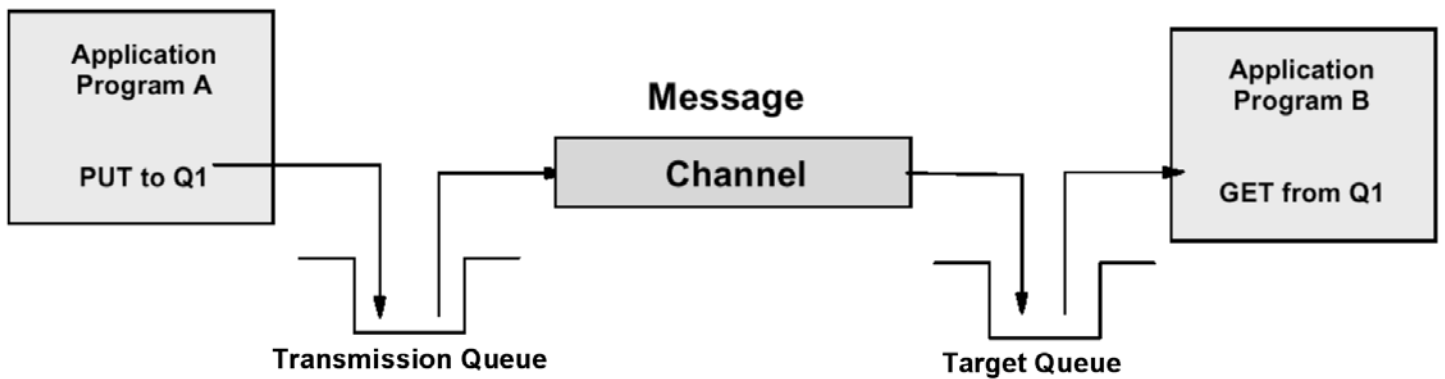 Application
Program A
PUT to Q1
Transmission Queue
Message
Channel
Target Queue
Application
Program B
GET from Q1